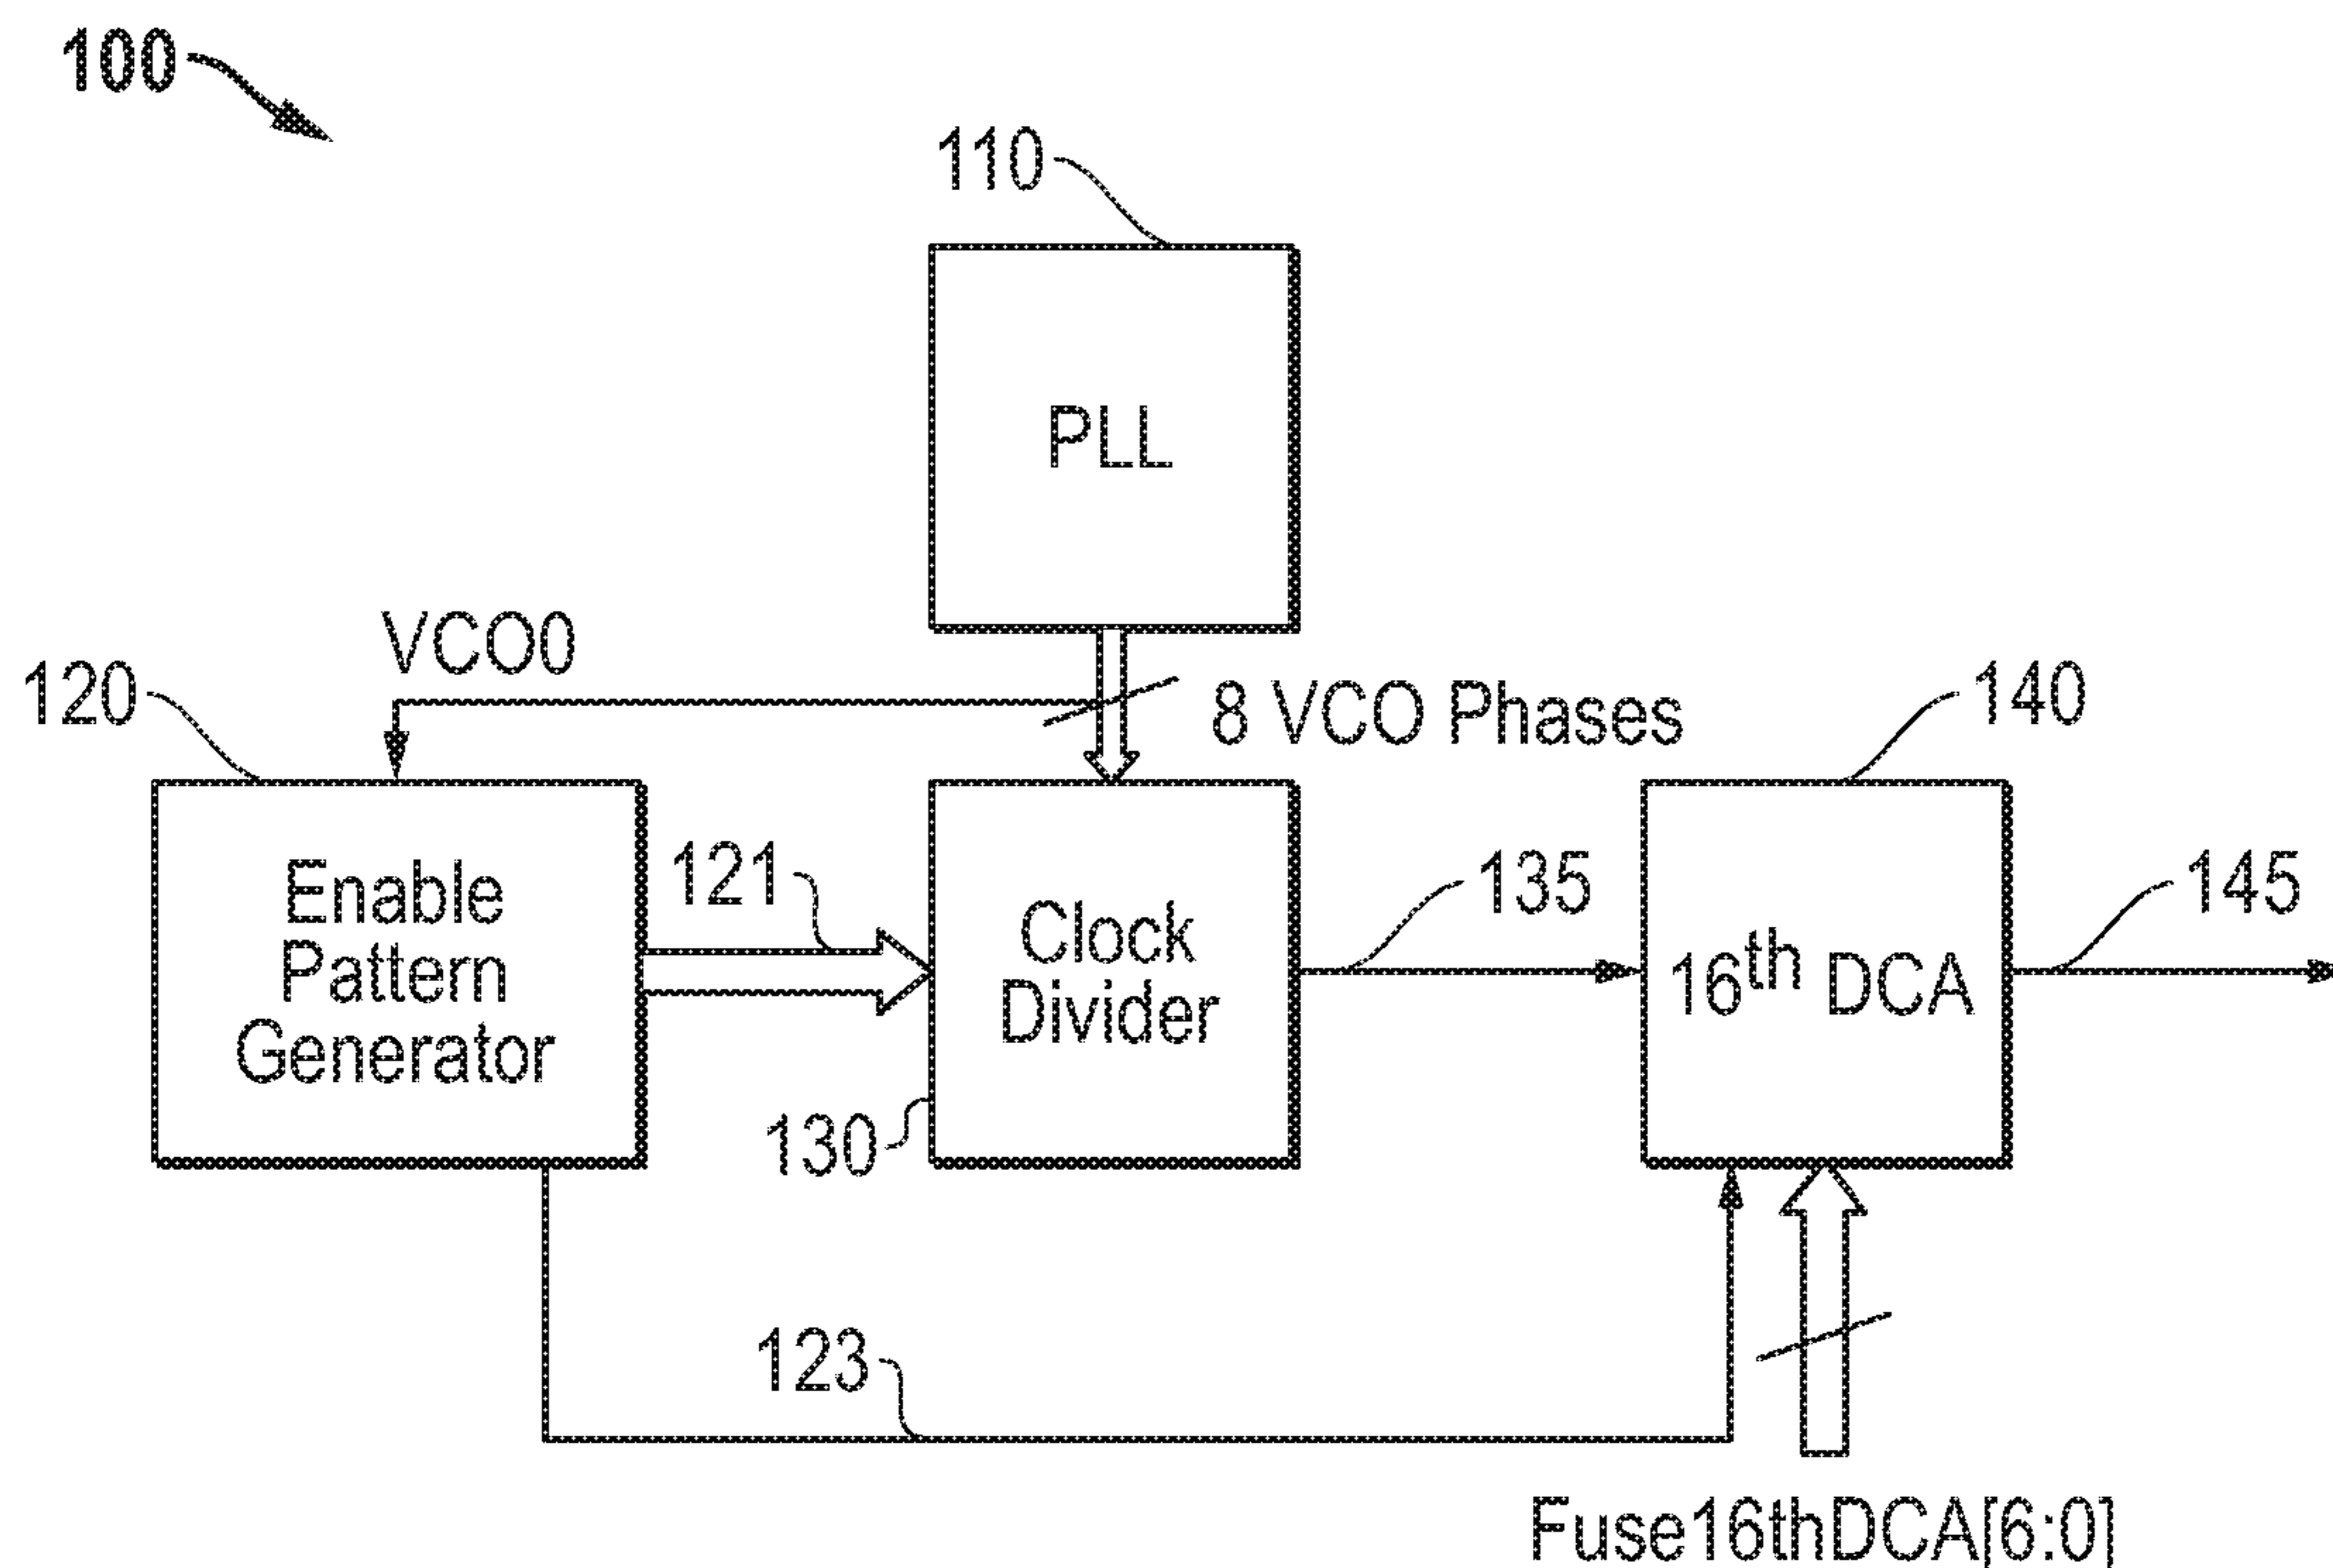 100
110
PLL
VCO0
120
8 VCO Phases
140
Enable
Pattern
Generator
121
Clock
Divider
130
135
16th DCA
145
123
Fuse16thDCA[6:0]